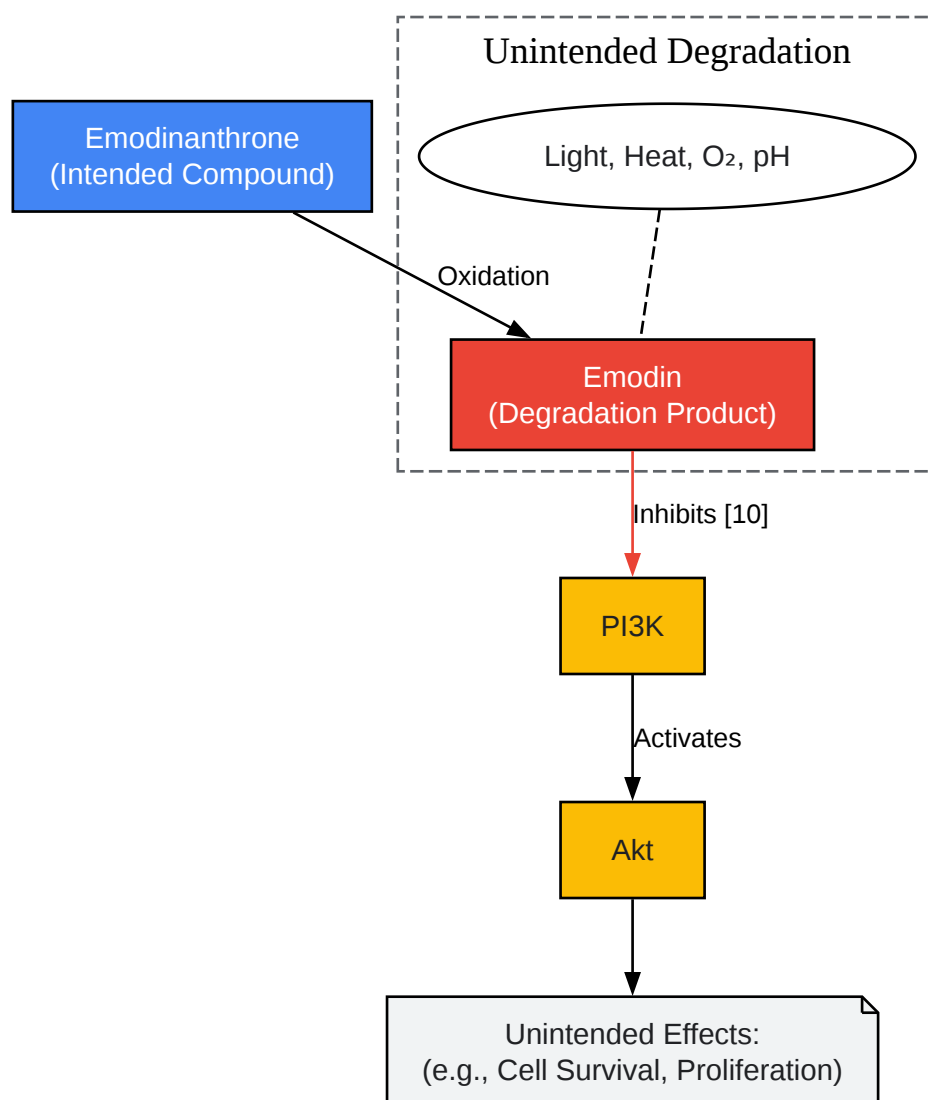 Unintended Degradation
Emodinanthrone
(Intended Compound)
Light, Heat, O₂, pH
Oxidation
Emodin
(Degradation Product)
Inhibits [10]
PI3K
Activates
Akt
Unintended Effects:
(e.g., Cell Survival, Proliferation)